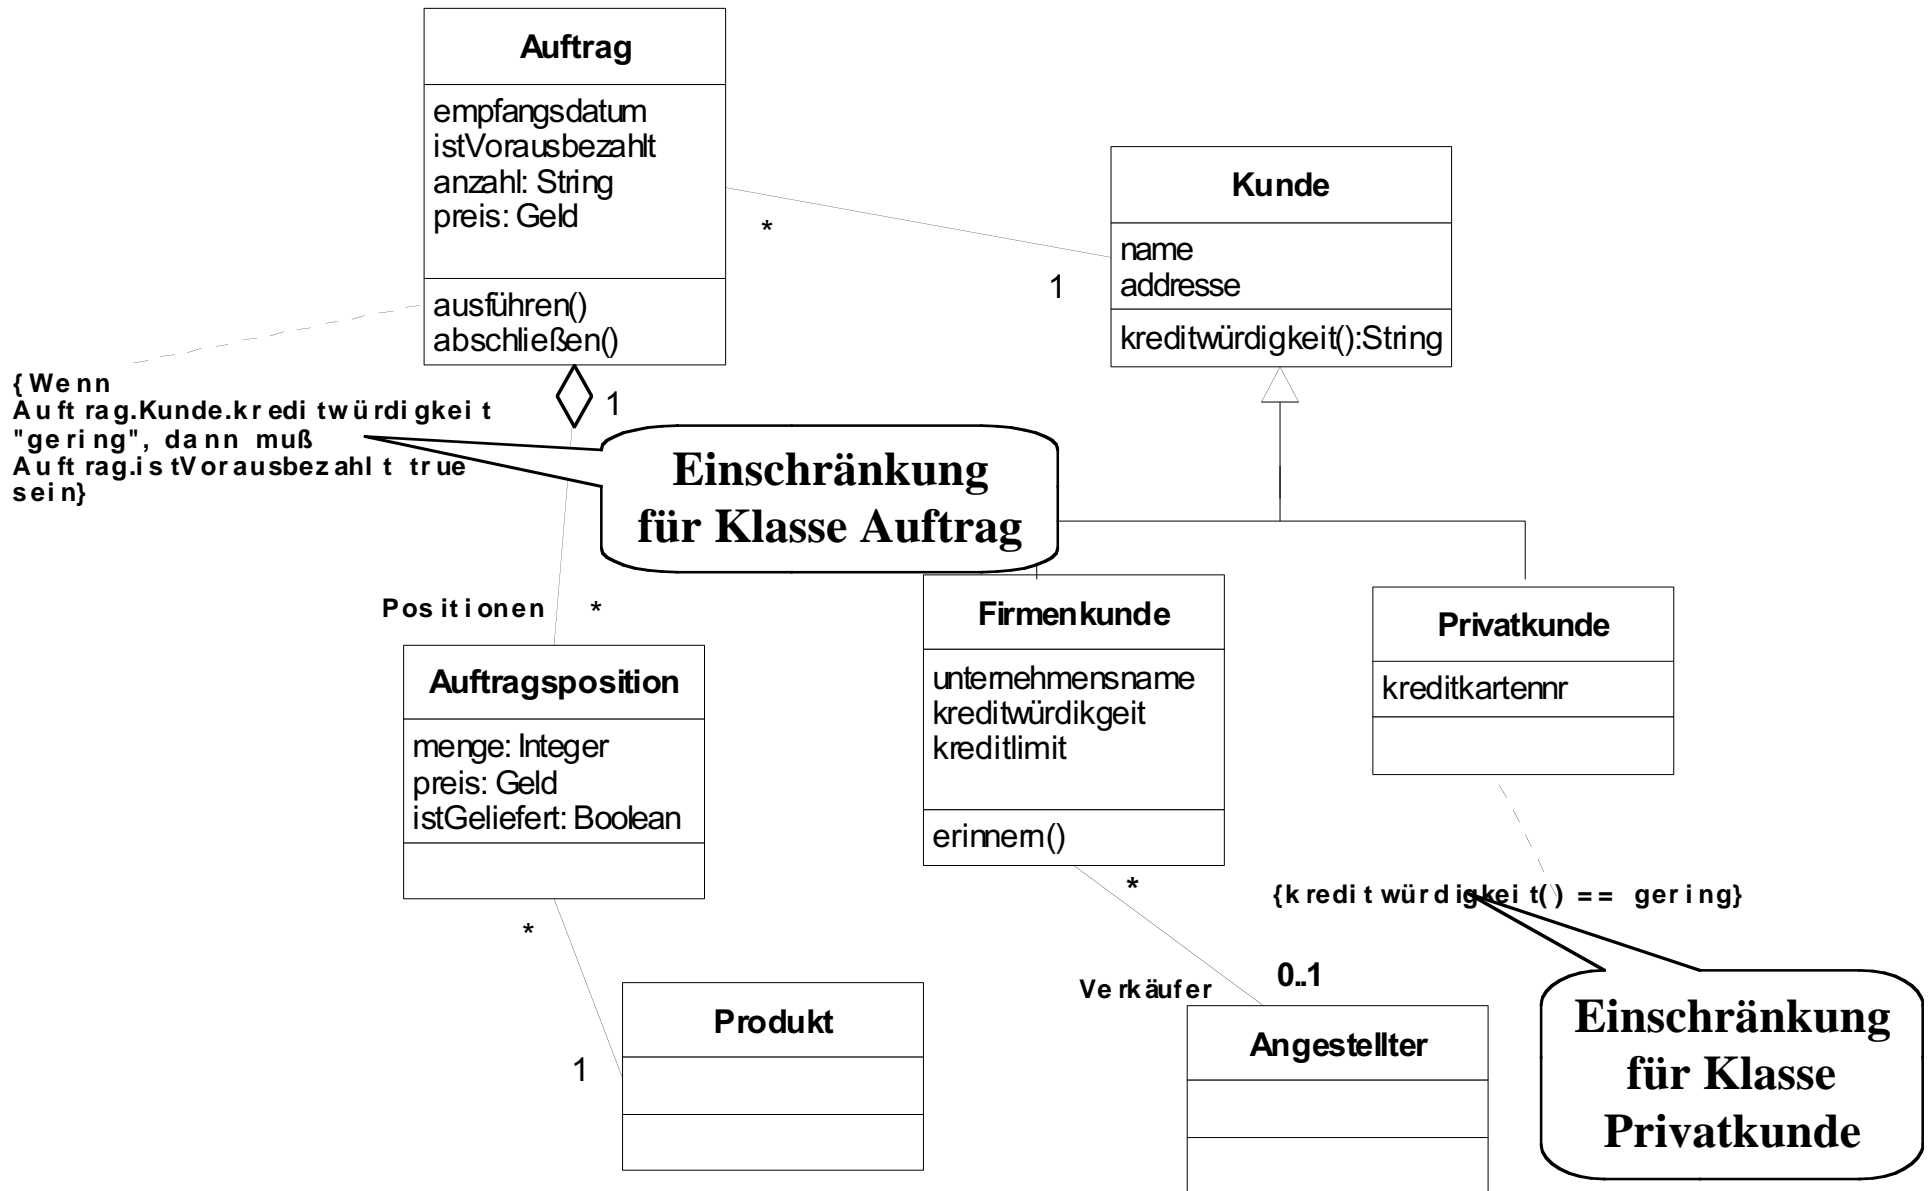 Auftrag
empfangsdatum
istVorausbezahlt
anzahl: String
preis: Geld
ausführen()
abschließen()
*
1
Kunde
name
addresse
kreditwürdigkeit():String
{Wenn
Auftrag.Kunde.kreditwürdigkeit
"gering", dann muß
Auftrag.istVorausbezahlt true
sein}
1
Einschränkung
für Klasse Auftrag
Positionen *
Auftragsposition
menge: Integer
preis: Geld
istGeliefert: Boolean
*
1
Produkt
Firmenkunde
unternehmensname
kreditwürdikgeit
kreditlimit
erinnern()
*
Verkäufer 0..1
Angestellter
Privatkunde
kreditkartennr
{kreditwürdigkeit() == gering}
Einschränkung
für Klasse
Privatkunde